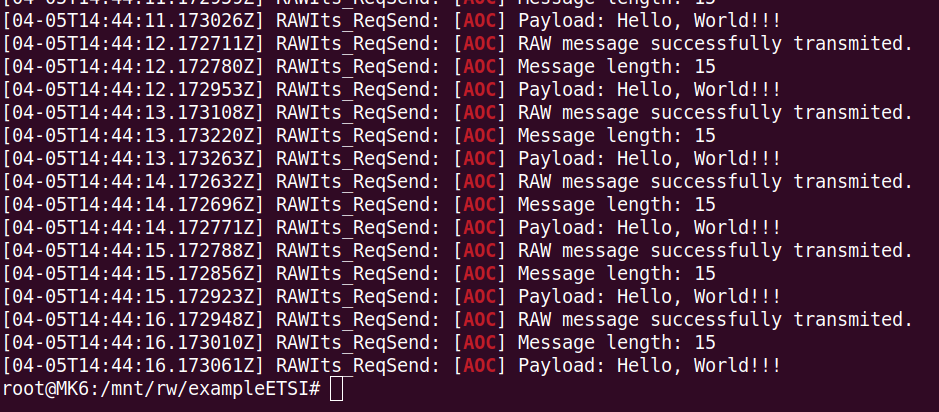 [04-05T14:44:11.172959Z] RAWIts_ReqSend: [AOC] Message length: 15
[04-05T14:44:11.173026Z] RAWIts_ReqSend: [AOC] Payload: Hello, World!!!
[04-05T14:44:12.172711Z] RAWIts_ReqSend: [AOC] RAW message successfully transmited.
[04-05T14:44:12.172780Z] RAWIts_ReqSend: [AOC] Message length: 15
[04-05T14:44:12.172953Z] RAWIts_ReqSend: [AOC] Payload: Hello, World!!!
[04-05T14:44:13.173108Z] RAWIts_ReqSend: [AOC] RAW message successfully transmited.
[04-05T14:44:13.173220Z] RAWIts_ReqSend: [AOC] Message length: 15
[04-05T14:44:13.173263Z] RAWIts_ReqSend: [AOC] Payload: Hello, World!!!
[04-05T14:44:14.172632Z] RAWIts_ReqSend: [AOC] RAW message successfully transmited.
[04-05T14:44:14.172696Z] RAWIts_ReqSend: [AOC] Message length: 15
[04-05T14:44:14.172771Z] RAWIts_ReqSend: [AOC] Payload: Hello, World!!!
[04-05T14:44:15.172788Z] RAWIts_ReqSend: [AOC] RAW message successfully transmited.
[04-05T14:44:15.172856Z] RAWIts_ReqSend: [AOC] Message length: 15
[04-05T14:44:15.172923Z] RAWIts_ReqSend: [AOC] Payload: Hello, World!!!
[04-05T14:44:16.172948Z] RAWIts_ReqSend: [AOC] RAW message successfully transmited.
[04-05T14:44:16.173010Z] RAWIts_ReqSend: [AOC] Message length: 15
[04-05T14:44:16.173061Z] RAWIts_ReqSend: [AOC] Payload: Hello, World!!!
root@MK6:/mnt/rw/exampleETSI#